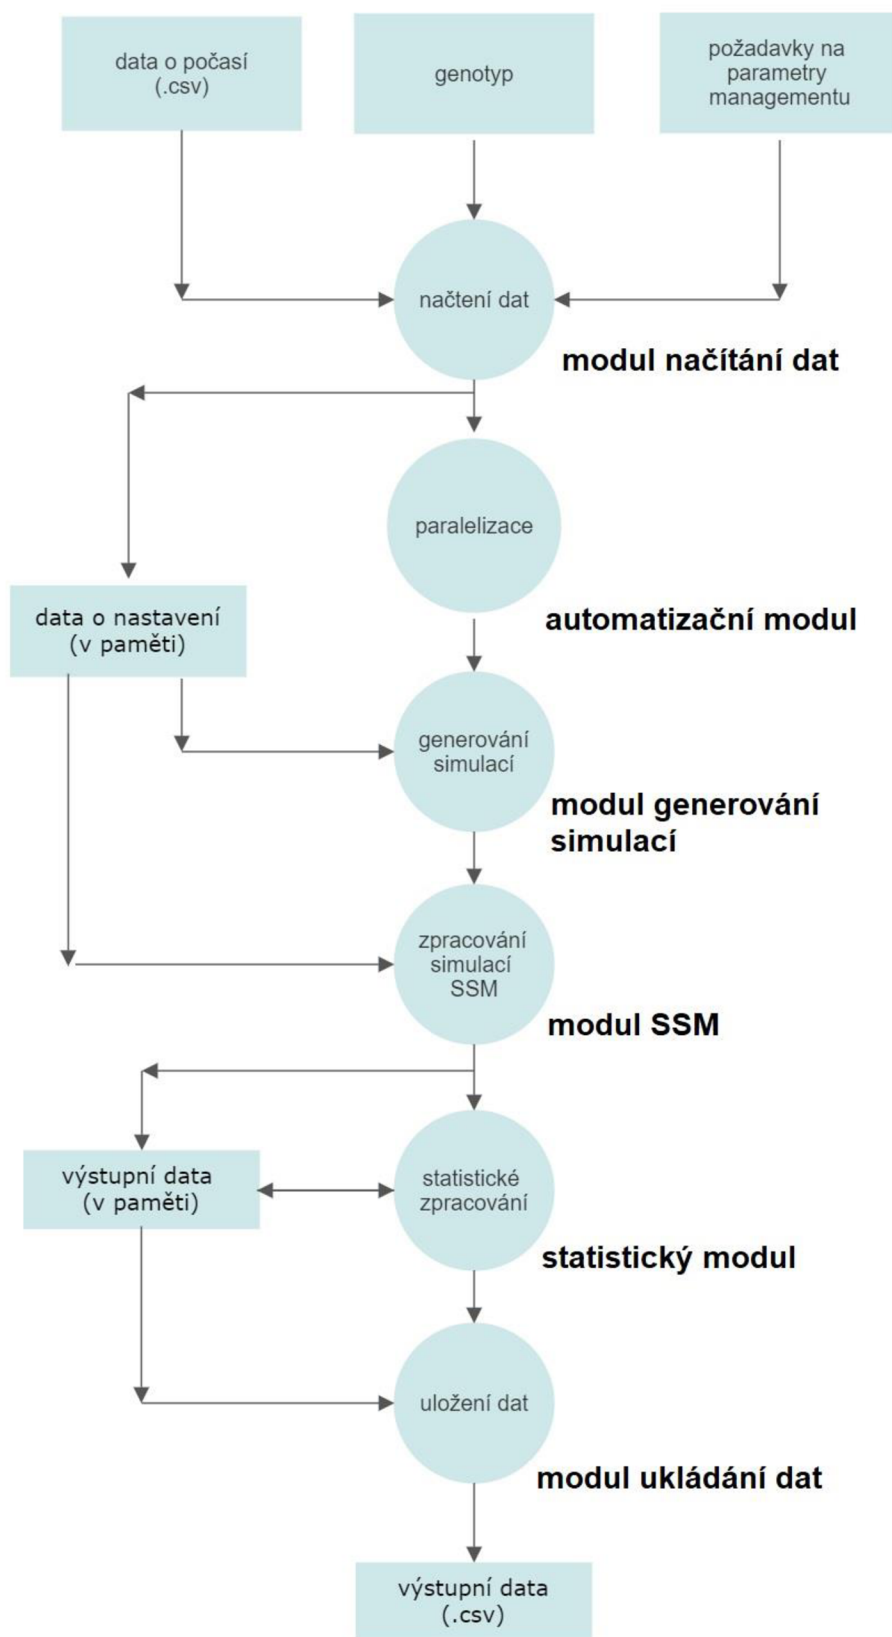 data o počasí
(.csv)
genotyp
požadavky na
parametry
managementu
načtení dat
modul načítání dat
paralelizace
automatizační modul
data o nastavení
(v paměti)
generování
simulací
modul generování
simulací
zpracování
simulací
SSM
modul SSM
výstupní data
(v paměti)
statistické
zpracování
statistický modul
uložení dat
modul ukládání dat
výstupní data
(.csv)